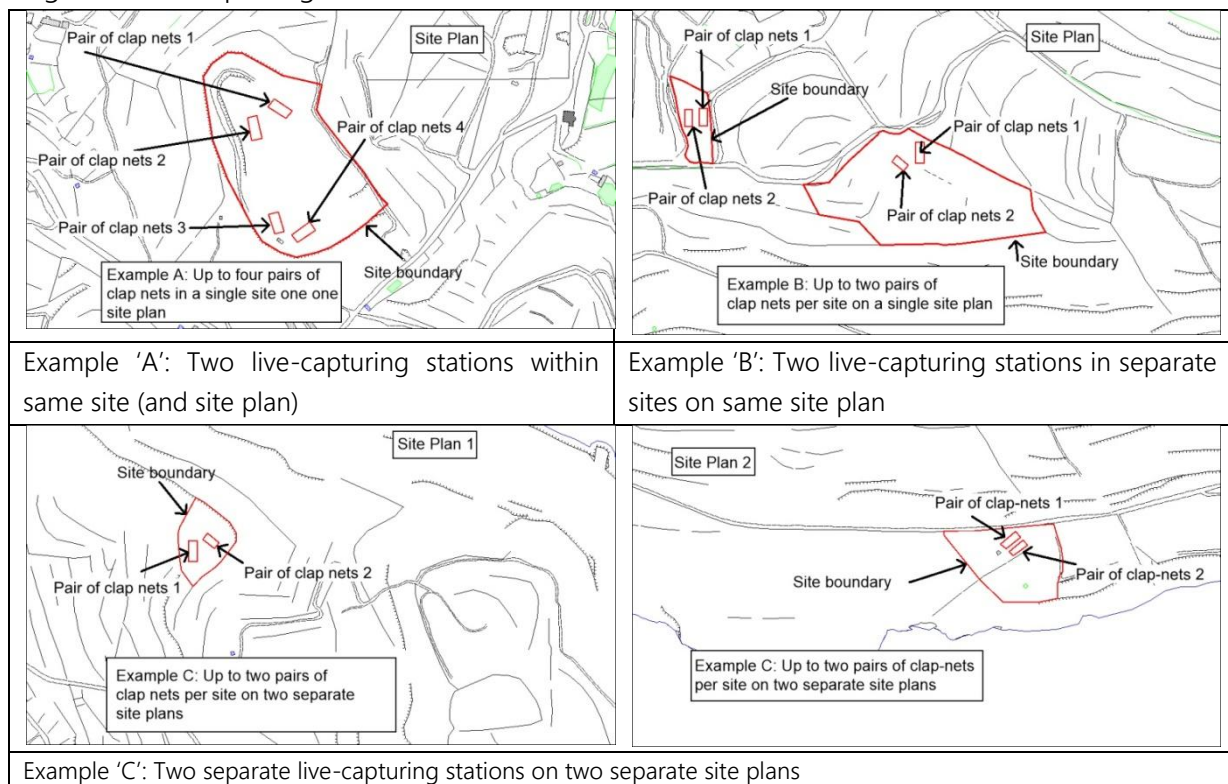 Pair of clap nets 1
Site Plan
Pair of clap nets 4
Pair of clap nets 2
Pair of clap nets 3
Site boundary
Example A: Up to four pairs of
clap nets in a single site one one
site plan
Pair of clap nets 1
Site Plan
Site boundary
Pair of clap nets 1
Pair of clap nets 2
Pair of clap nets 2
Site boundary
Example B: Up to two pairs of
clap nets per site on a single site plan
Example ‘A’: Two live-capturing stations within
same site (and site plan)
Example ‘B’: Two live-capturing stations in separate
sites on same site plan
Site Plan 1
Site boundary
Pair of clap nets 2
Pair of clap nets 1
Example C: Up to two pairs of
clap nets per site on two separate
site plans
Site Plan 2
Pair of clap-nets 1
Site boundary
Pair of clap-nets 2
Example C: Up to two pairs of clap-nets
per site on two separate site plans
Example ‘C’: Two separate live-capturing stations on two separate site plans